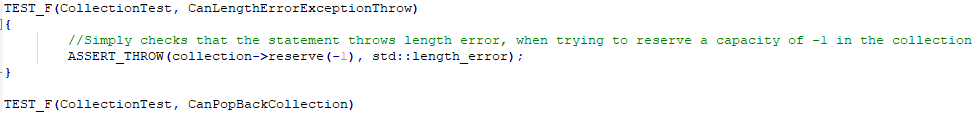 TEST_F(CollectionTest, CanLengthErrorExceptionThrow)
{
//Simply checks that the statement throws length error, when trying to reserve a capacity of -1 in the collection
ASSERT_THROW(collection->reserve(-1), std::length_error);
}
TEST_F(CollectionTest, CanPopBackCollection)